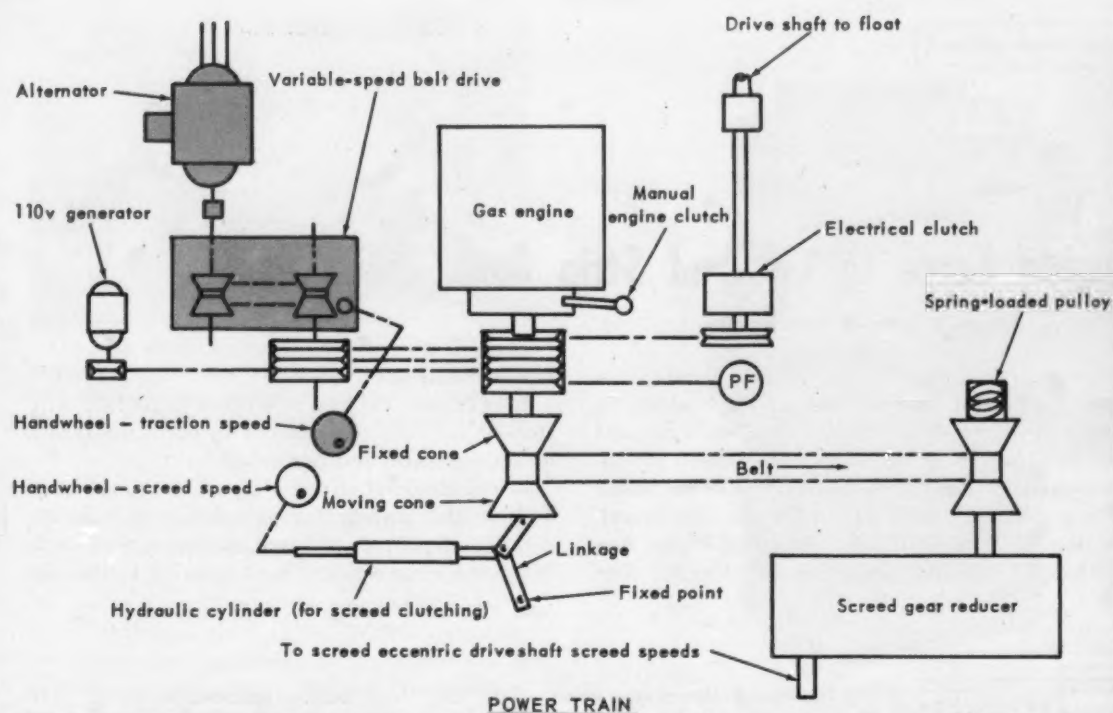 Drive shaft to float
Variable-speed belt drive
Alternator
Gas engine
Manual
engine clutch
110v generator
Electrical clutch
Spring-loaded pulloy
PF
Handwheel - traction speed
Fixed cone
Belt
Handwheel - screed speed
Moving cone
Linkage
Fixed point
Hydraulic cylinder (for screed clutching)
Screed gear reducer
To screed eccentric driveshaft screed speeds
POWER TRAIN